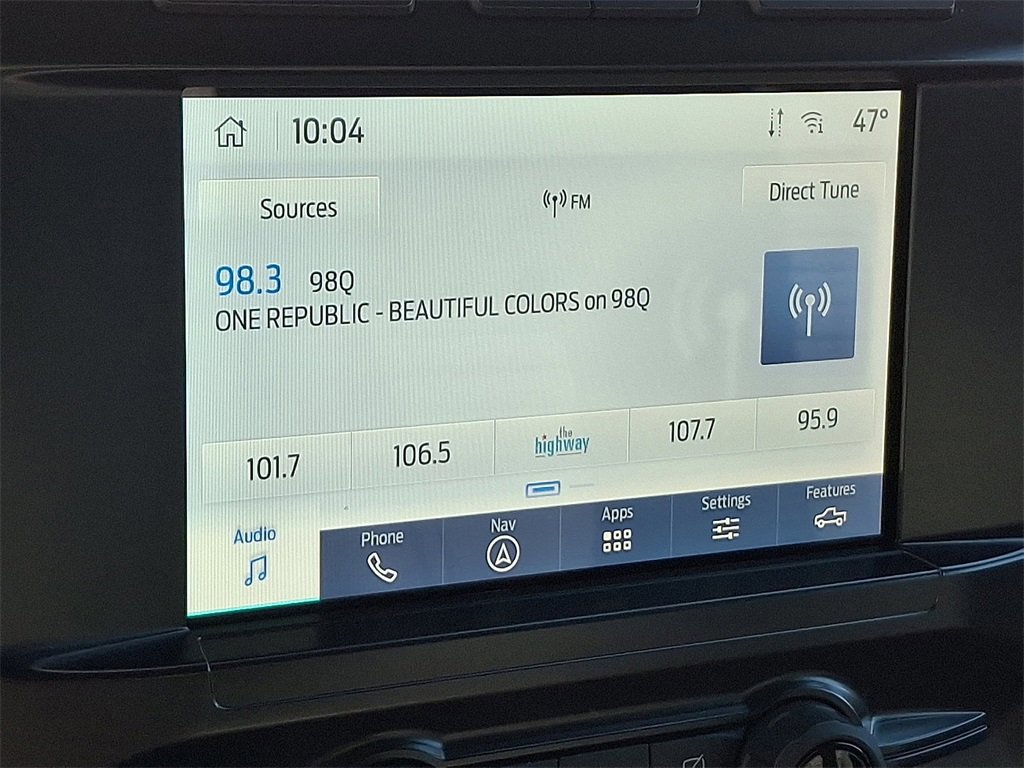 10:04 47°
Sources FM Direct Tune
98.3 98Q
ONE REPUBLIC - BEAUTIFUL COLORS on 98Q
101.7 106.5 the highway 107.7 95.9
Audio Phone Nav Apps Settings Features